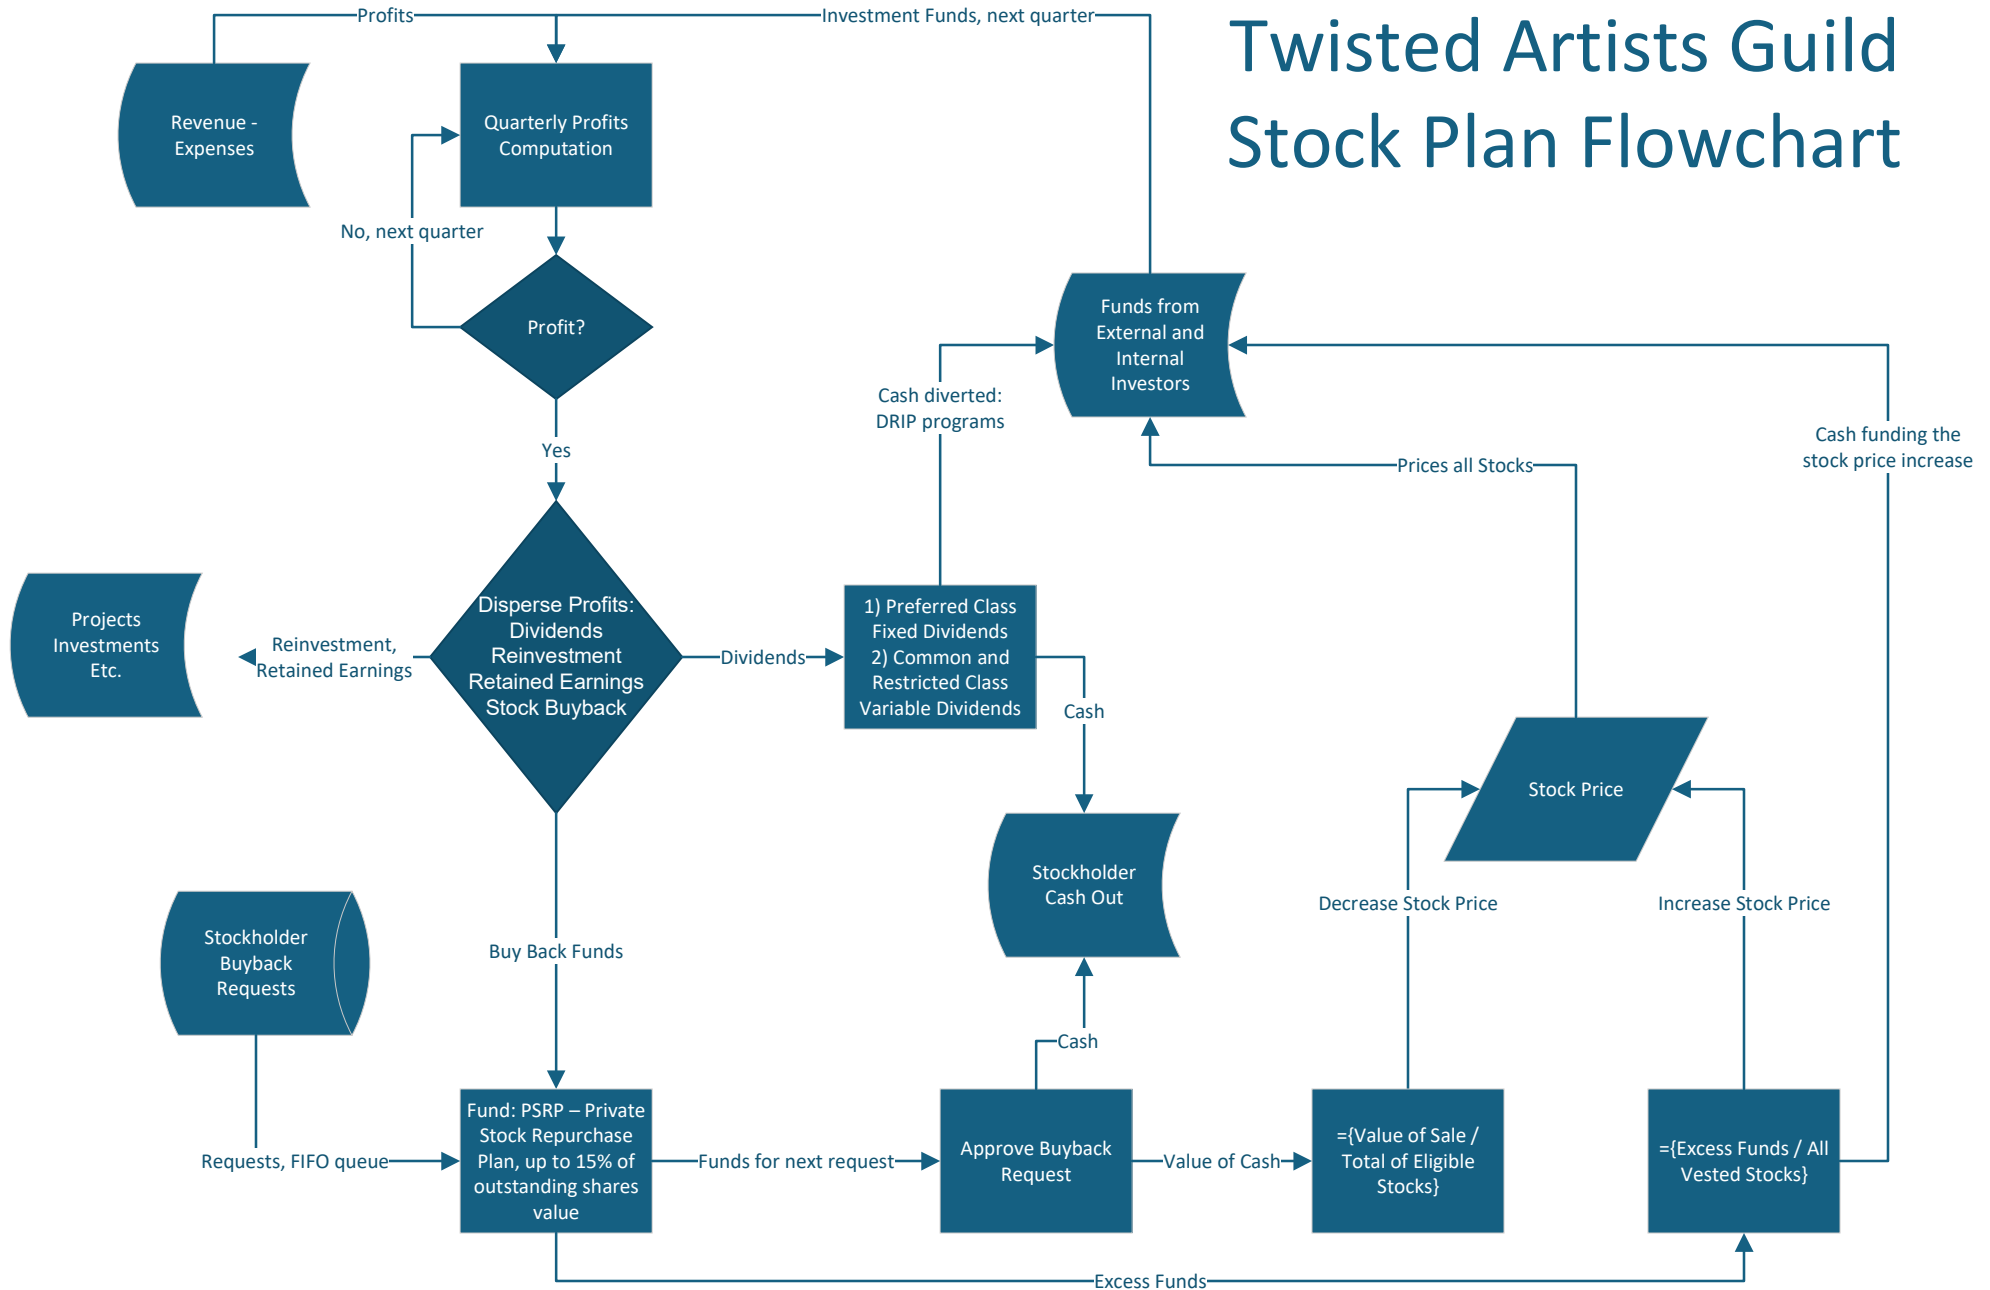 Profits
Investment Funds, next quarter
Twisted Artists Guild
Stock Plan Flowchart
Revenue -
Expenses
Quarterly Profits
Computation
No, next quarter
Profit?
Funds from
External and
Internal
Investors
Cash diverted:
DRIP programs
Cash funding the
stock price increase
Yes
Prices all Stocks
Projects
Investments
Etc.
Reinvestment,
Retained Earnings
Disperse Profits:
Dividends
Reinvestment
Retained Earnings
Stock Buyback
Dividends
1) Preferred Class
Fixed Dividends
2) Common and
Restricted Class
Variable Dividends
Cash
Stock Price
Stockholder
Cash Out
Decrease Stock Price
Increase Stock Price
Stockholder
Buyback
Requests
Buy Back Funds
Cash
Requests, FIFO queue
Fund: PSRP – Private
Stock Repurchase
Plan, up to 15% of
outstanding shares
value
Funds for next request
Approve Buyback
Request
Value of Cash
={Value of Sale /
Total of Eligible
Stocks}
={Excess Funds / All
Vested Stocks}
Excess Funds